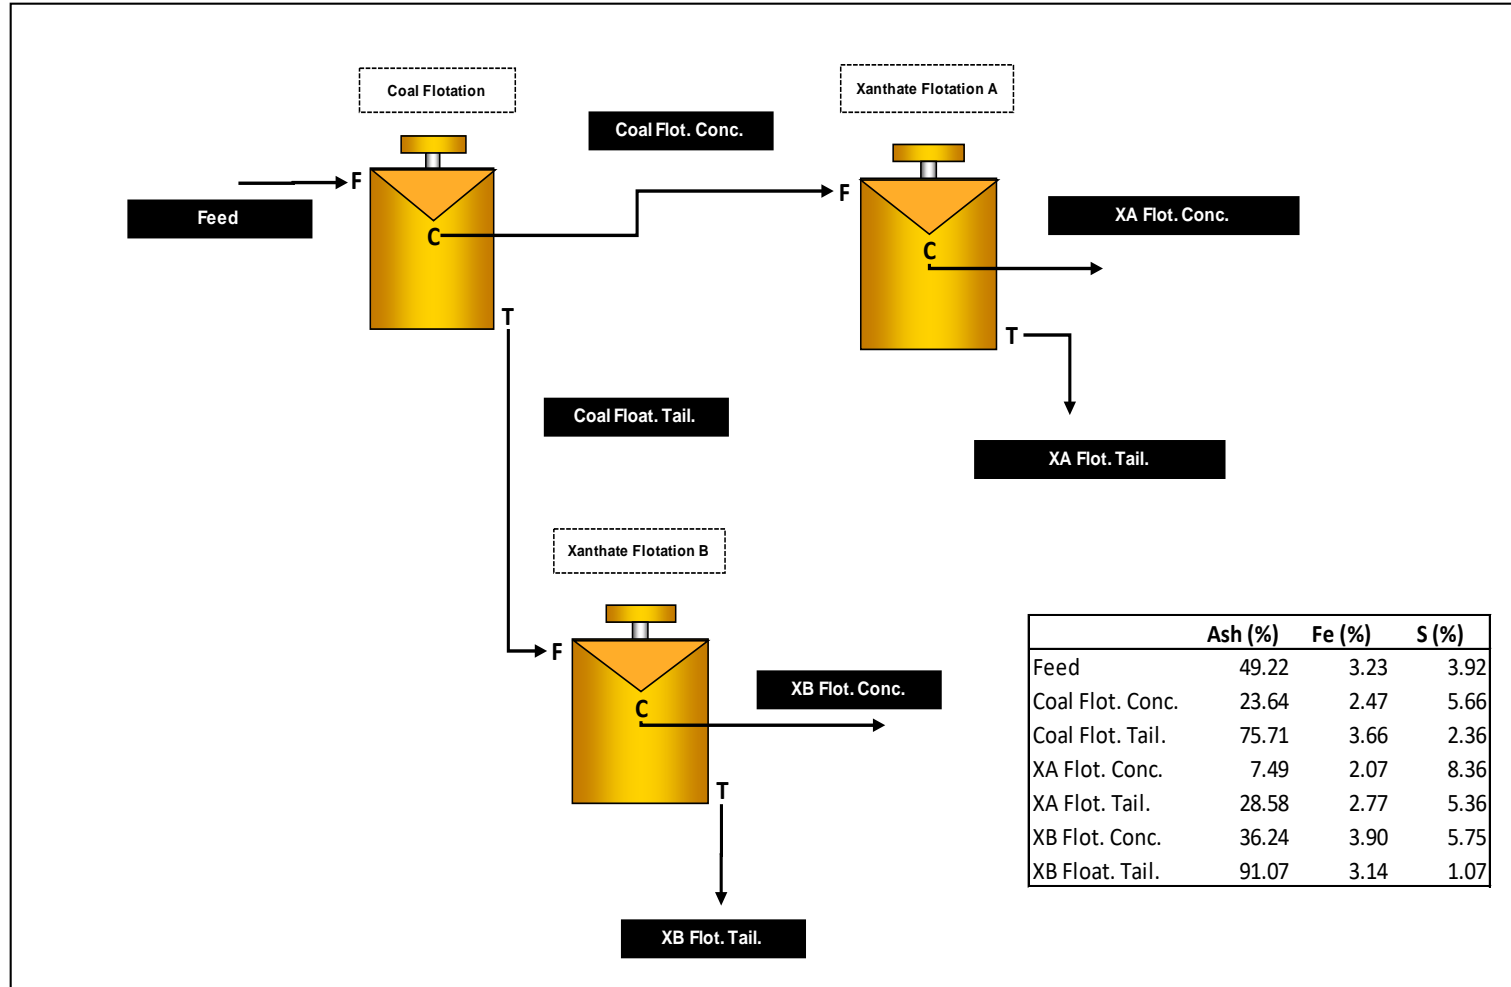 Coal Flotation
Xanthate Flotation A
Coal Flot. Conc.
F
F
Feed
XA Flot. Conc.
C
C
T
T
Coal Float. Tail.
XA Flot. Tail.
Xanthate Flotation B
F
XB Flot. Conc.
C
T
XB Flot. Tail.
Ash (%) Fe (%) S (%)
Feed 49.22 3.23 3.92
Coal Flot. Conc. 23.64 2.47 5.66
Coal Flot. Tail. 75.71 3.66 2.36
XA Flot. Conc. 7.49 2.07 8.36
XA Flot. Tail. 28.58 2.77 5.36
XB Flot. Conc. 36.24 3.90 5.75
XB Float. Tail. 91.07 3.14 1.07